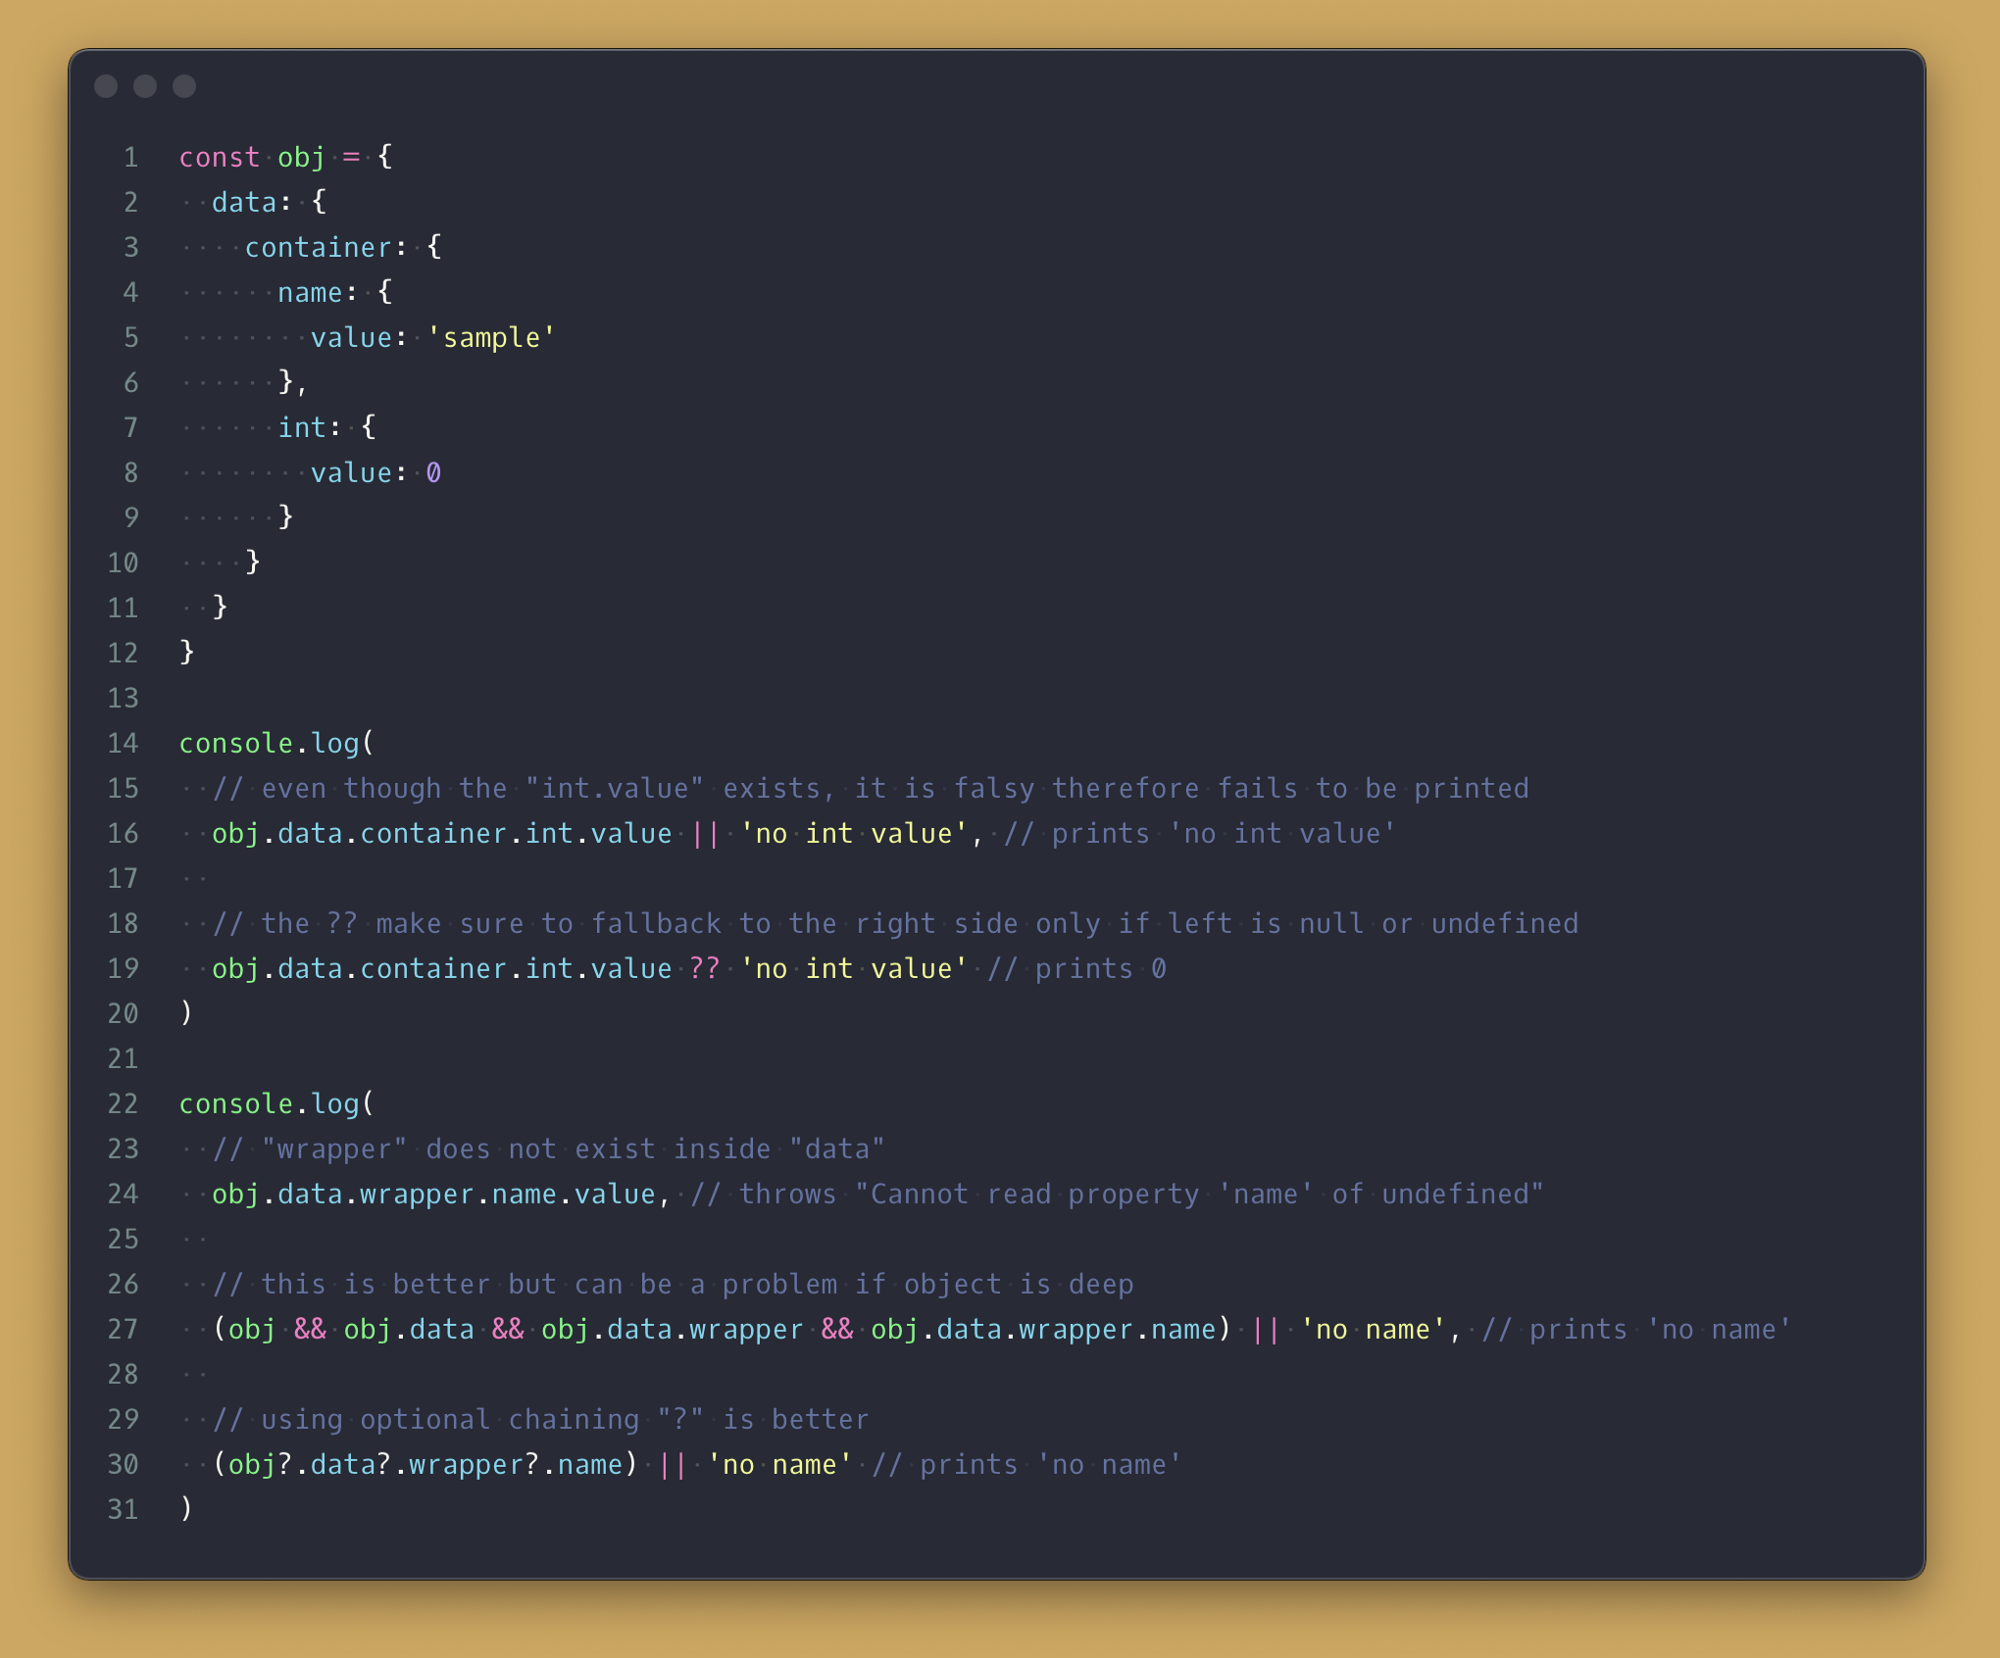 1 const obj = {
2   data: {
3     container: {
4       name: {
5         value: 'sample'
6       },
7       int: {
8         value: 0
9       }
10     }
11   }
12 }
13
14 console.log(
15   // even though the "int.value" exists, it is falsy therefore fails to be printed
16   obj.data.container.int.value || 'no int value', // prints 'no int value'
17
18   // the ?? make sure to fallback to the right side only if left is null or undefined
19   obj.data.container.int.value ?? 'no int value' // prints 0
20 )
21
22 console.log(
23   // "wrapper" does not exist inside "data"
24   obj.data.wrapper.name.value, // throws "Cannot read property 'name' of undefined"
25
26   // this is better but can be a problem if object is deep
27   (obj && obj.data && obj.data.wrapper && obj.data.wrapper.name) || 'no name', // prints 'no name'
28
29   // using optional chaining "?" is better
30   (obj?.data?.wrapper?.name) || 'no name' // prints 'no name'
31 )